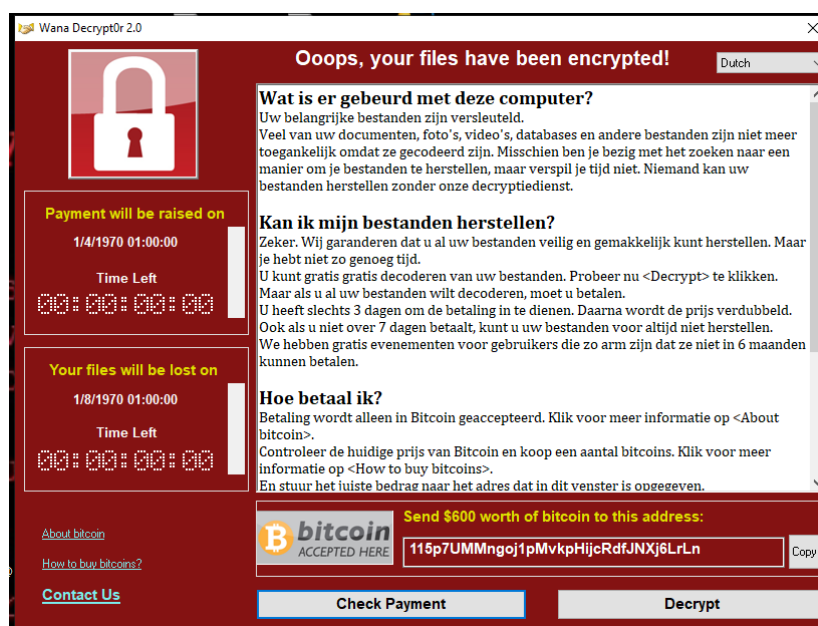 Wana Decrypt0r 2.0
Ooops, your files have been encrypted!
Dutch
Wat is er gebeurd met deze computer?
Uw belangrijke bestanden zijn versleuteld.
Veel van uw documenten, foto's, video's, databases en andere bestanden zijn niet meer
toegankelijk omdat ze gecodeerd zijn. Misschien ben je bezig met het zoeken naar een
manier om je bestanden te herstellen, maar verspil je tijd niet. Niemand kan uw
bestanden herstellen zonder onze decryptiedienst.
Kan ik mijn bestanden herstellen?
Zeker. Wij garanderen dat u al uw bestanden veilig en gemakkelijk kunt herstellen. Maar
je hebt niet zo genoeg tijd.
U kunt gratis gratis decoderen van uw bestanden. Probeer nu <Decrypt> te klikken.
Maar als u al uw bestanden wilt decoderen, moet u betalen.
U heeft slechts 3 dagen om de betaling in te dienen. Daarna wordt de prijs verdubbeld.
Ook als u niet over 7 dagen betaalt, kunt u uw bestanden voor altijd niet herstellen.
We hebben gratis evenementen voor gebruikers die zo arm zijn dat ze niet in 6 maanden
kunnen betalen.
Hoe betaal ik?
Betaling wordt alleen in Bitcoin geaccepteerd. Klik voor meer informatie op <About
bitcoin>.
Controleer de huidige prijs van Bitcoin en koop een aantal bitcoins. Klik voor meer
informatie op <How to buy bitcoins>.
En stuur het juiste bedrag naar het adres dat in dit venster is opgegeven.
Payment will be raised on
1/4/1970 01:00:00
Time Left
00:00:00:00
Your files will be lost on
1/8/1970 01:00:00
Time Left
00:00:00:00
About bitcoin
How to buy bitcoins?
Contact Us
bitcoin
ACCEPTED HERE
Send $600 worth of bitcoin to this address:
115p7UMMngoj1pMvkpHijcRdfJNXj6LrLn
Copy
Check Payment
Decrypt